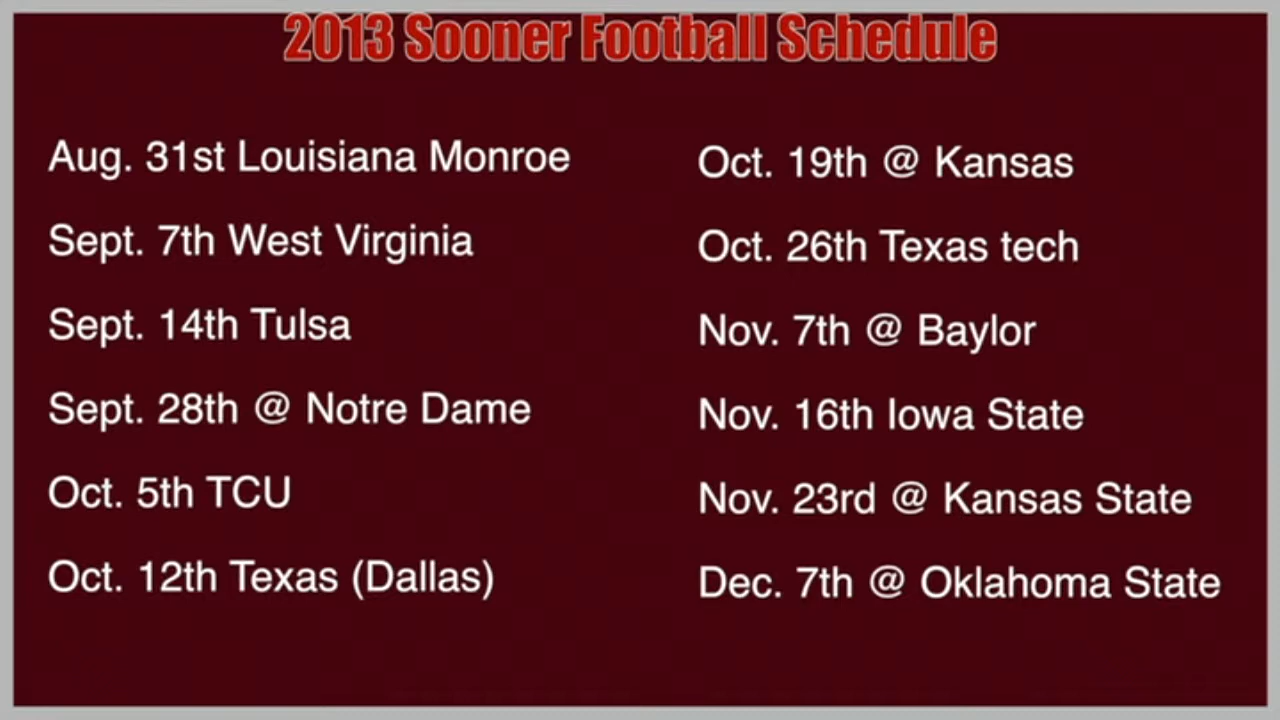 2013 Sooner Football Schedule
Aug. 31st Louisiana Monroe
Sept. 7th West Virginia
Sept. 14th Tulsa
Sept. 28th @ Notre Dame
Oct. 5th TCU
Oct. 12th Texas (Dallas)
Oct. 19th @ Kansas
Oct. 26th Texas tech
Nov. 7th @ Baylor
Nov. 16th Iowa State
Nov. 23rd @ Kansas State
Dec. 7th @ Oklahoma State